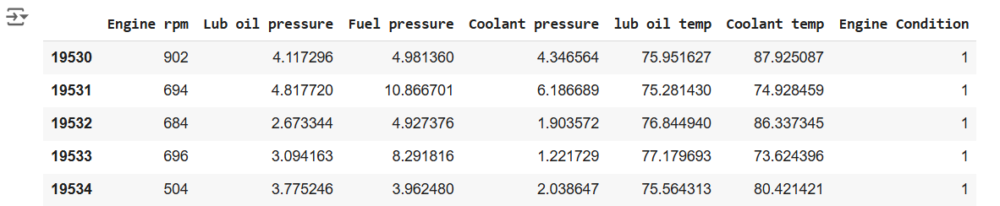 Engine rpm Lub oil pressure Fuel pressure Coolant pressure lub oil temp Coolant temp Engine Condition
19530 902 4.117296 4.981360 4.346564 75.951627 87.925087 1
19531 694 4.817720 10.866701 6.186689 75.281430 74.928459 1
19532 684 2.673344 4.927376 1.903572 76.844940 86.337345 1
19533 696 3.094163 8.291816 1.221729 77.179693 73.624396 1
19534 504 3.775246 3.962480 2.038647 75.564313 80.421421 1